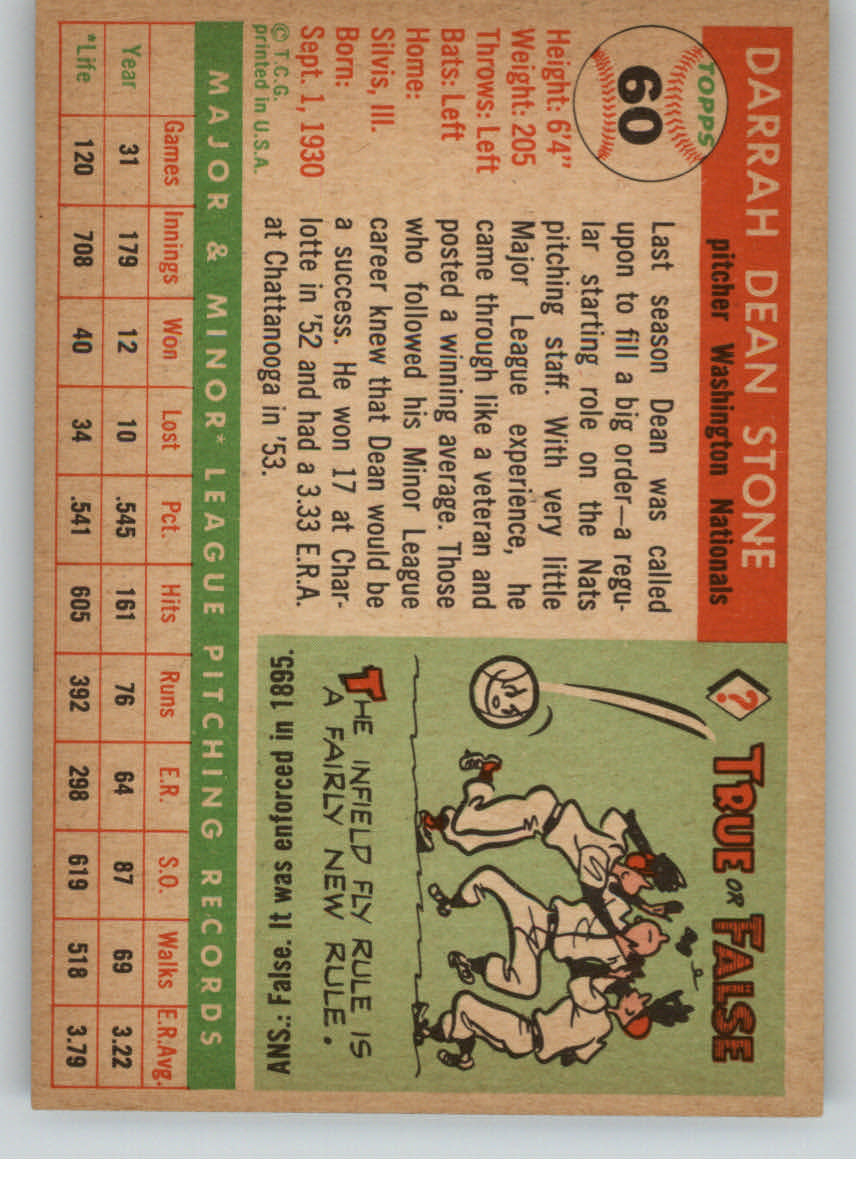 TOPPS
60
DARRAH DEAN STONE
pitcher Washington Nationals
Height: 6'4"
Weight: 205
Throws: Left
Bats: Left
Home:
Silvis, Ill.
Born:
Sept. 1, 1930
© T.C.G.
printed in U.S.A.
Last season Dean was called
upon to fill a big order—a regu-
lar starting role on the Nats
pitching staff. With very little
Major League experience, he
came through like a veteran and
posted a winning average. Those
who followed his Minor League
career knew that Dean would be
a success. He won 17 at Char-
lotte in '52 and had a 3.33 E.R.A.
at Chattanooga in '53.
? TRUE OR FALSE
THE INFIELD FLY RULE IS
A FAIRLY NEW RULE.
ANS.: False. It was enforced in 1895.
MAJOR & MINOR* LEAGUE PITCHING RECORDS
Games Innings Won Lost Pct. Hits Runs E.R. S.O. Walks E.R.Avg.
Year 31 179 12 10 .545 161 76 64 87 69 3.22
*Life 120 708 40 34 .541 605 392 298 619 518 3.79